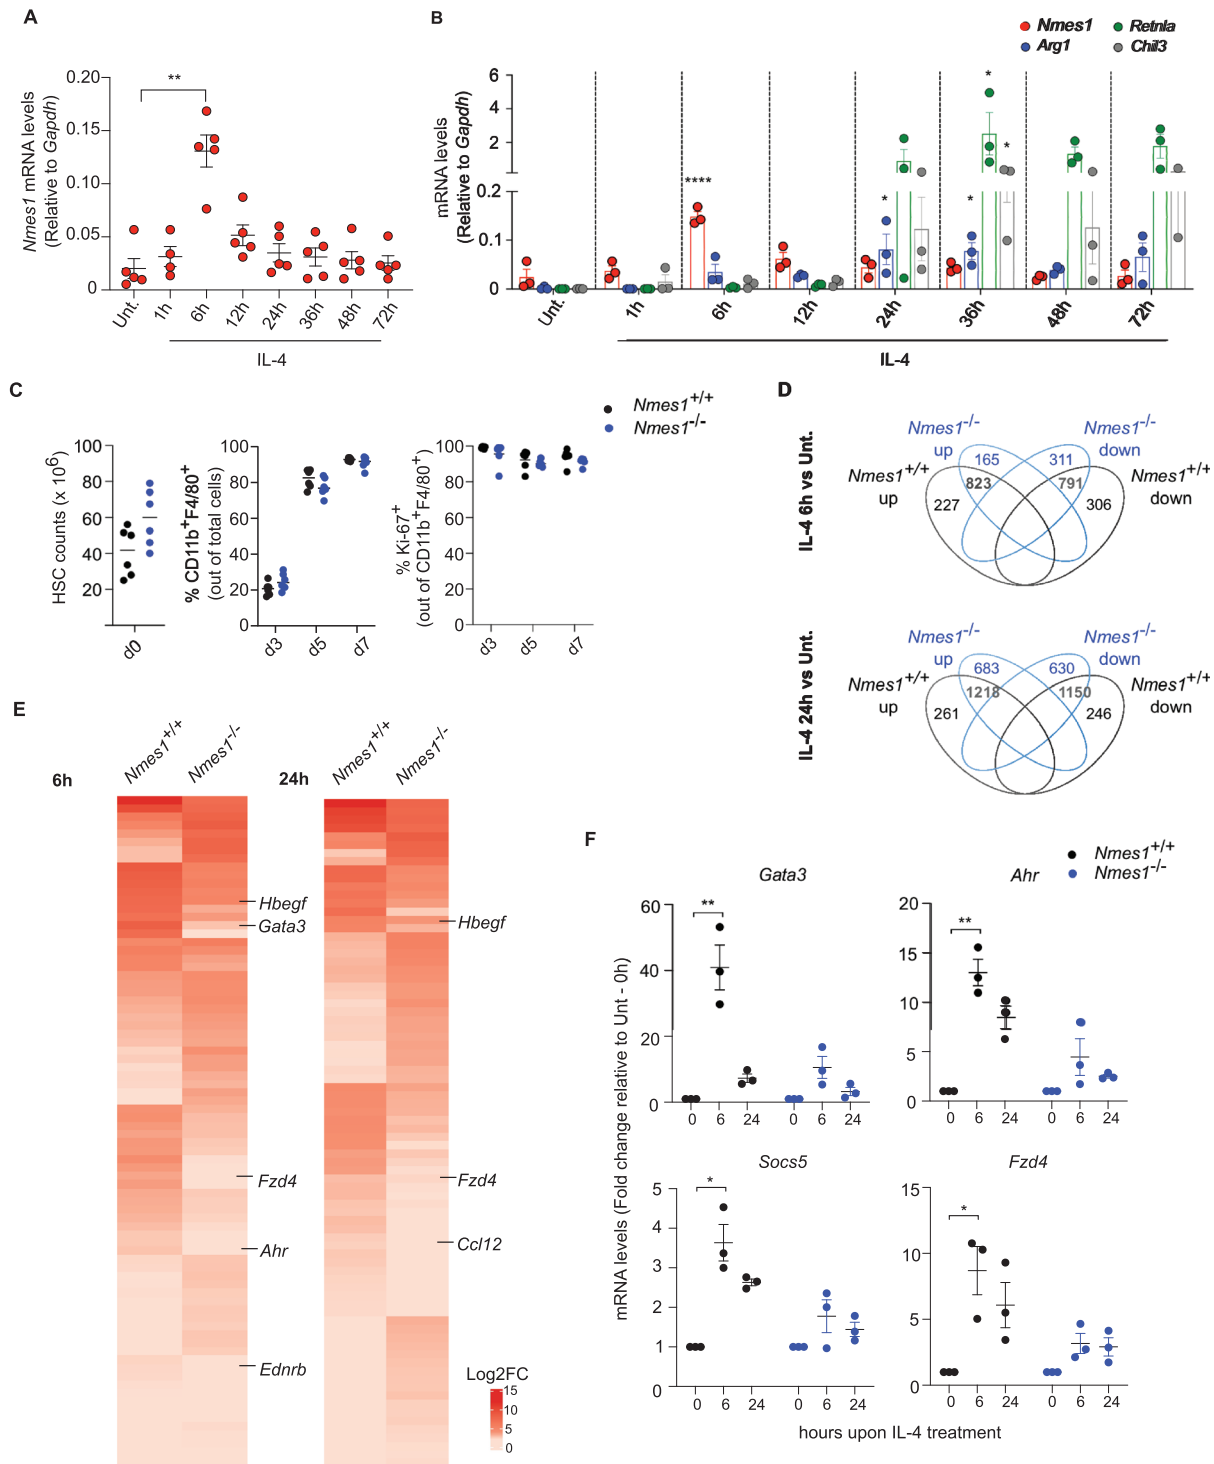 A
Nmes1 mRNA levels
(Relative to Gapdh)
0.20
0.15
0.10
0.05
0
**
Unt.
1h
6h
12h
24h
36h
48h
72h
IL-4
B
Nmes1
Retnla
Arg1
Chil3
mRNA levels
(Relative to Gapdh)
6
4
2
0.2
0.1
0
****
*
*
*
*
Unt.
1h
6h
12h
24h
36h
48h
72h
IL-4
C
Nmes1+/+
Nmes1-/-
HSC counts (x 10^6)
100
80
60
40
20
d0
% CD11b+F4/80+
(out of total cells)
100
80
60
40
20
0
d3
d5
d7
% Ki-67+
(out of CD11b+F4/80+)
100
80
60
40
20
0
d3
d5
d7
D
IL-4 6h vs Unt.
Nmes1-/-
up
Nmes1-/-
down
Nmes1+/+
up
Nmes1+/+
down
165
311
823
791
227
306
IL-4 24h vs Unt.
Nmes1-/-
up
Nmes1-/-
down
Nmes1+/+
up
Nmes1+/+
down
683
630
1218
1150
261
246
E
6h
Nmes1+/+
Nmes1-/-
24h
Nmes1+/+
Nmes1-/-
Hbegf
Gata3
Fzd4
Ahr
Ednrb
Hbegf
Fzd4
Ccl12
Log2FC
15
10
5
0
F
Nmes1+/+
Nmes1-/-
mRNA levels (Fold change relative to Unt - 0h)
Gata3
60
40
20
0
**
0 6 24 0 6 24
Ahr
20
15
10
5
0
**
0 6 24 0 6 24
Socs5
5
4
3
2
1
0
*
0 6 24 0 6 24
Fzd4
15
10
5
0
*
0 6 24 0 6 24
hours upon IL-4 treatment